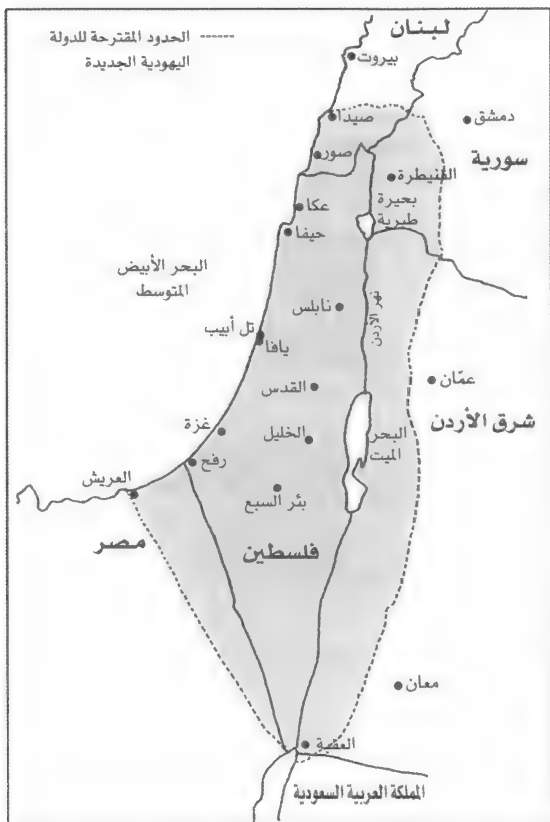 الحدود المقترحة للدولة
اليهودية الجديدة
لبنان
بيروت
صيدا
دمشق
صور
سورية
القنيطرة
عكا
بحيرة
طبرية
حيفا
البحر الأبيض
المتوسط
نابلس
نهر الأردن
تل أبيب
يافا
عمّان
القدس
شرق الأردن
غزة
الخليل
البحر
الميت
رفح
العريش
بئر السبع
مصر
فلسطين
معان
العقبة
المملكة العربية السعودية